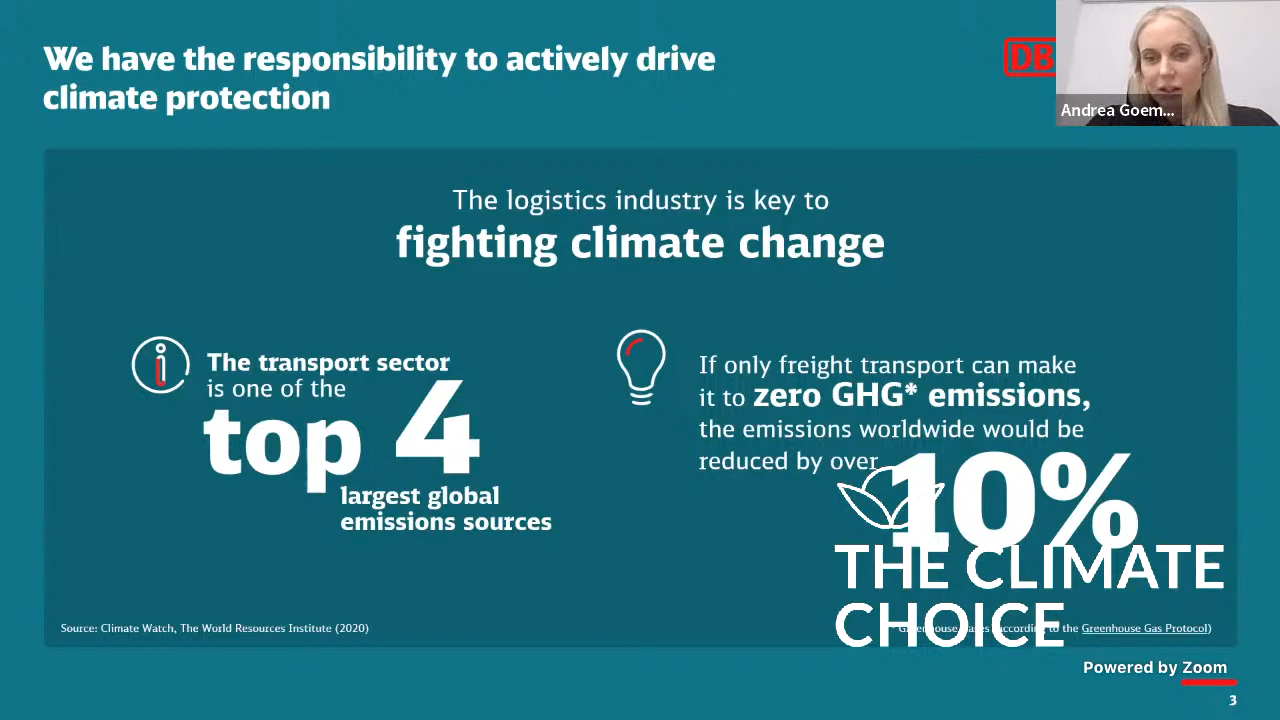 We have the responsibility to actively drive
climate protection
DB
Andrea Goem...
The logistics industry is key to
fighting climate change
The transport sector
is one of the
top 4
largest global
emissions sources
If only freight transport can make
it to zero GHG* emissions,
the emissions worldwide would be
reduced by over
10%
THE CLIMATE
CHOICE
Source: Climate Watch, The World Resources Institute (2020)
the Greenhouse Gas Protocol)
Powered by Zoom
3